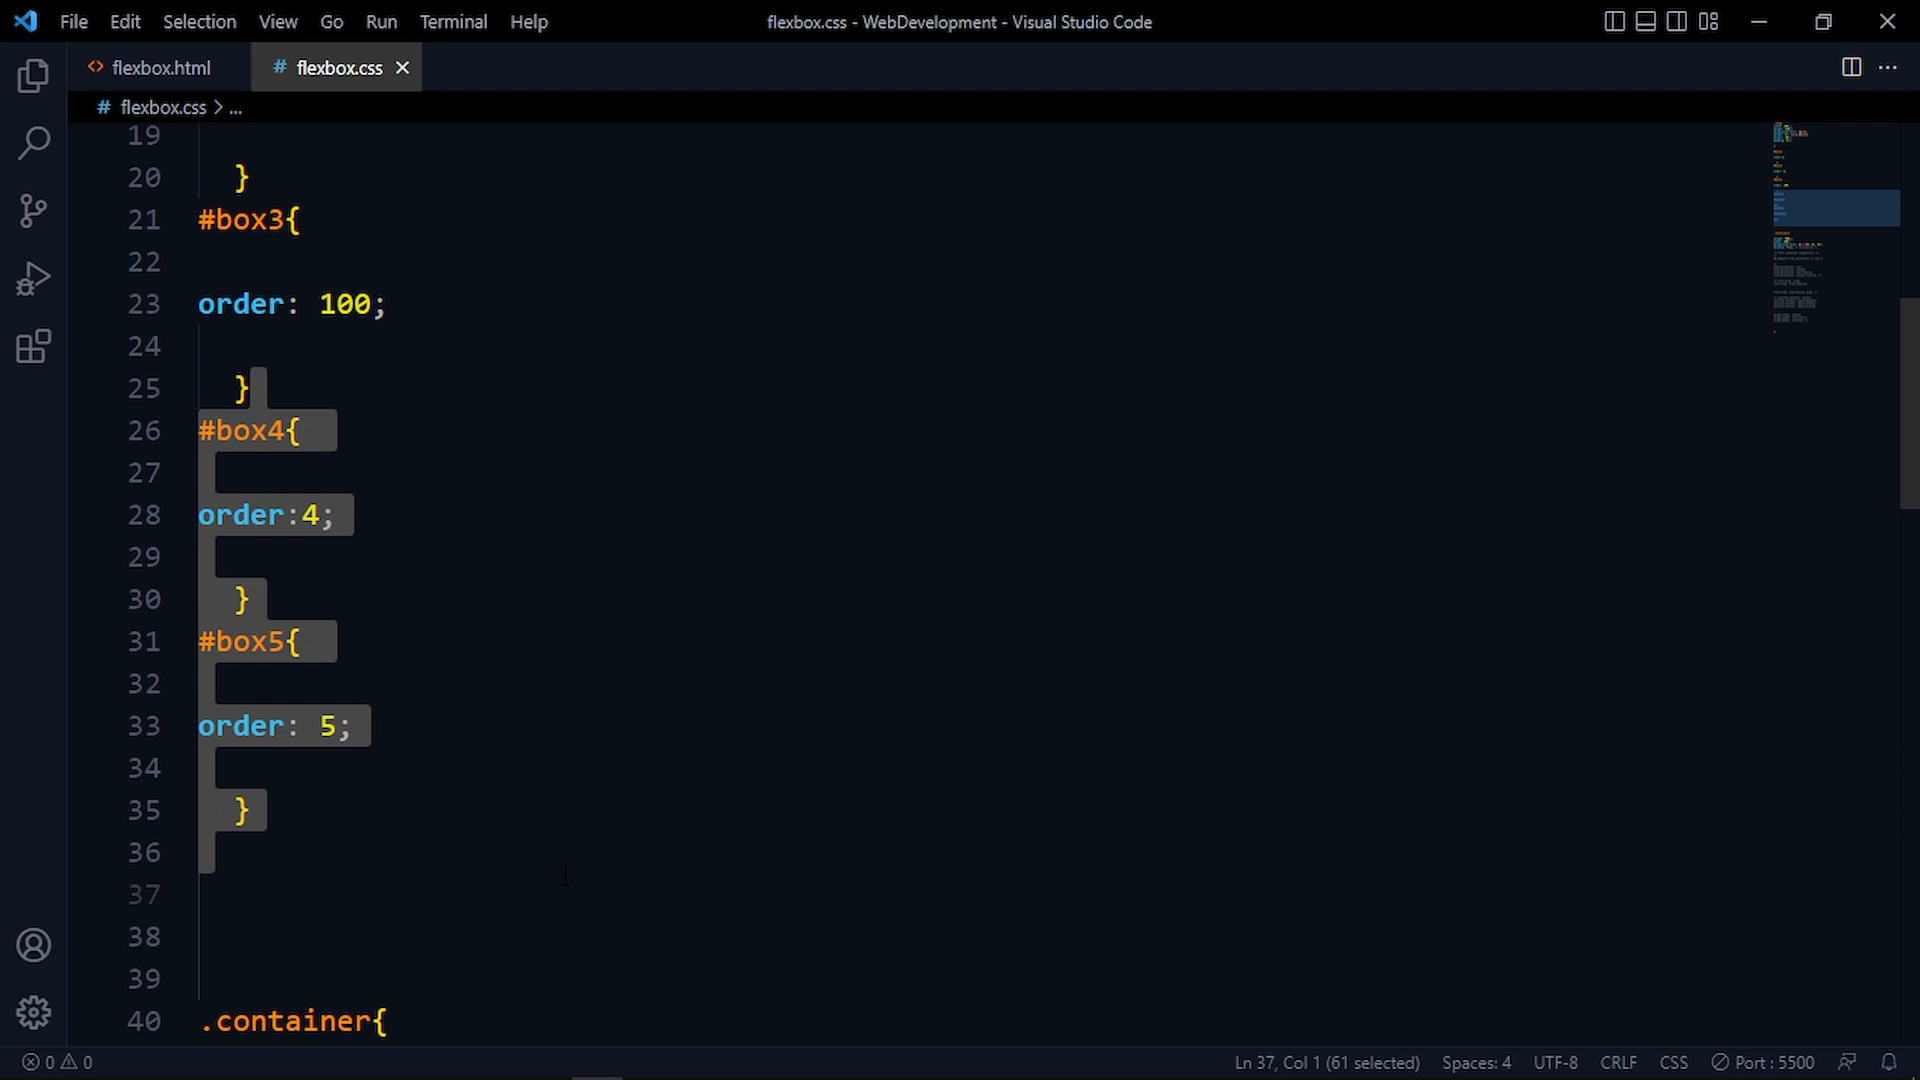 File Edit Selection View Go Run Terminal Help flexbox.css - WebDevelopment - Visual Studio Code
<> flexbox.html # flexbox.css
# flexbox.css > ...
19
20 }
21 #box3{
22
23 order: 100;
24
25 }
26 #box4{
27
28 order:4;
29
30 }
31 #box5{
32
33 order: 5;
34
35 }
36
37
38
39
40 .container{
0 0 Ln 37, Col 1 (61 selected) Spaces: 4 UTF-8 CRLF CSS Port : 5500